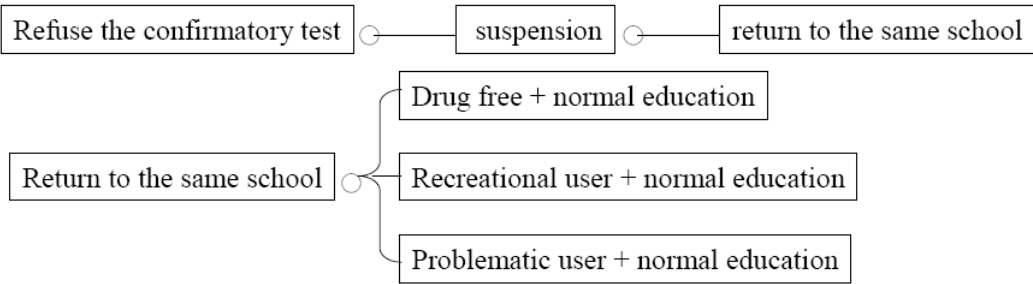 Refuse the confirmatory test
suspension
return to the same school
Drug free + normal education
Return to the same school
Recreational user + normal education
Problematic user + normal education